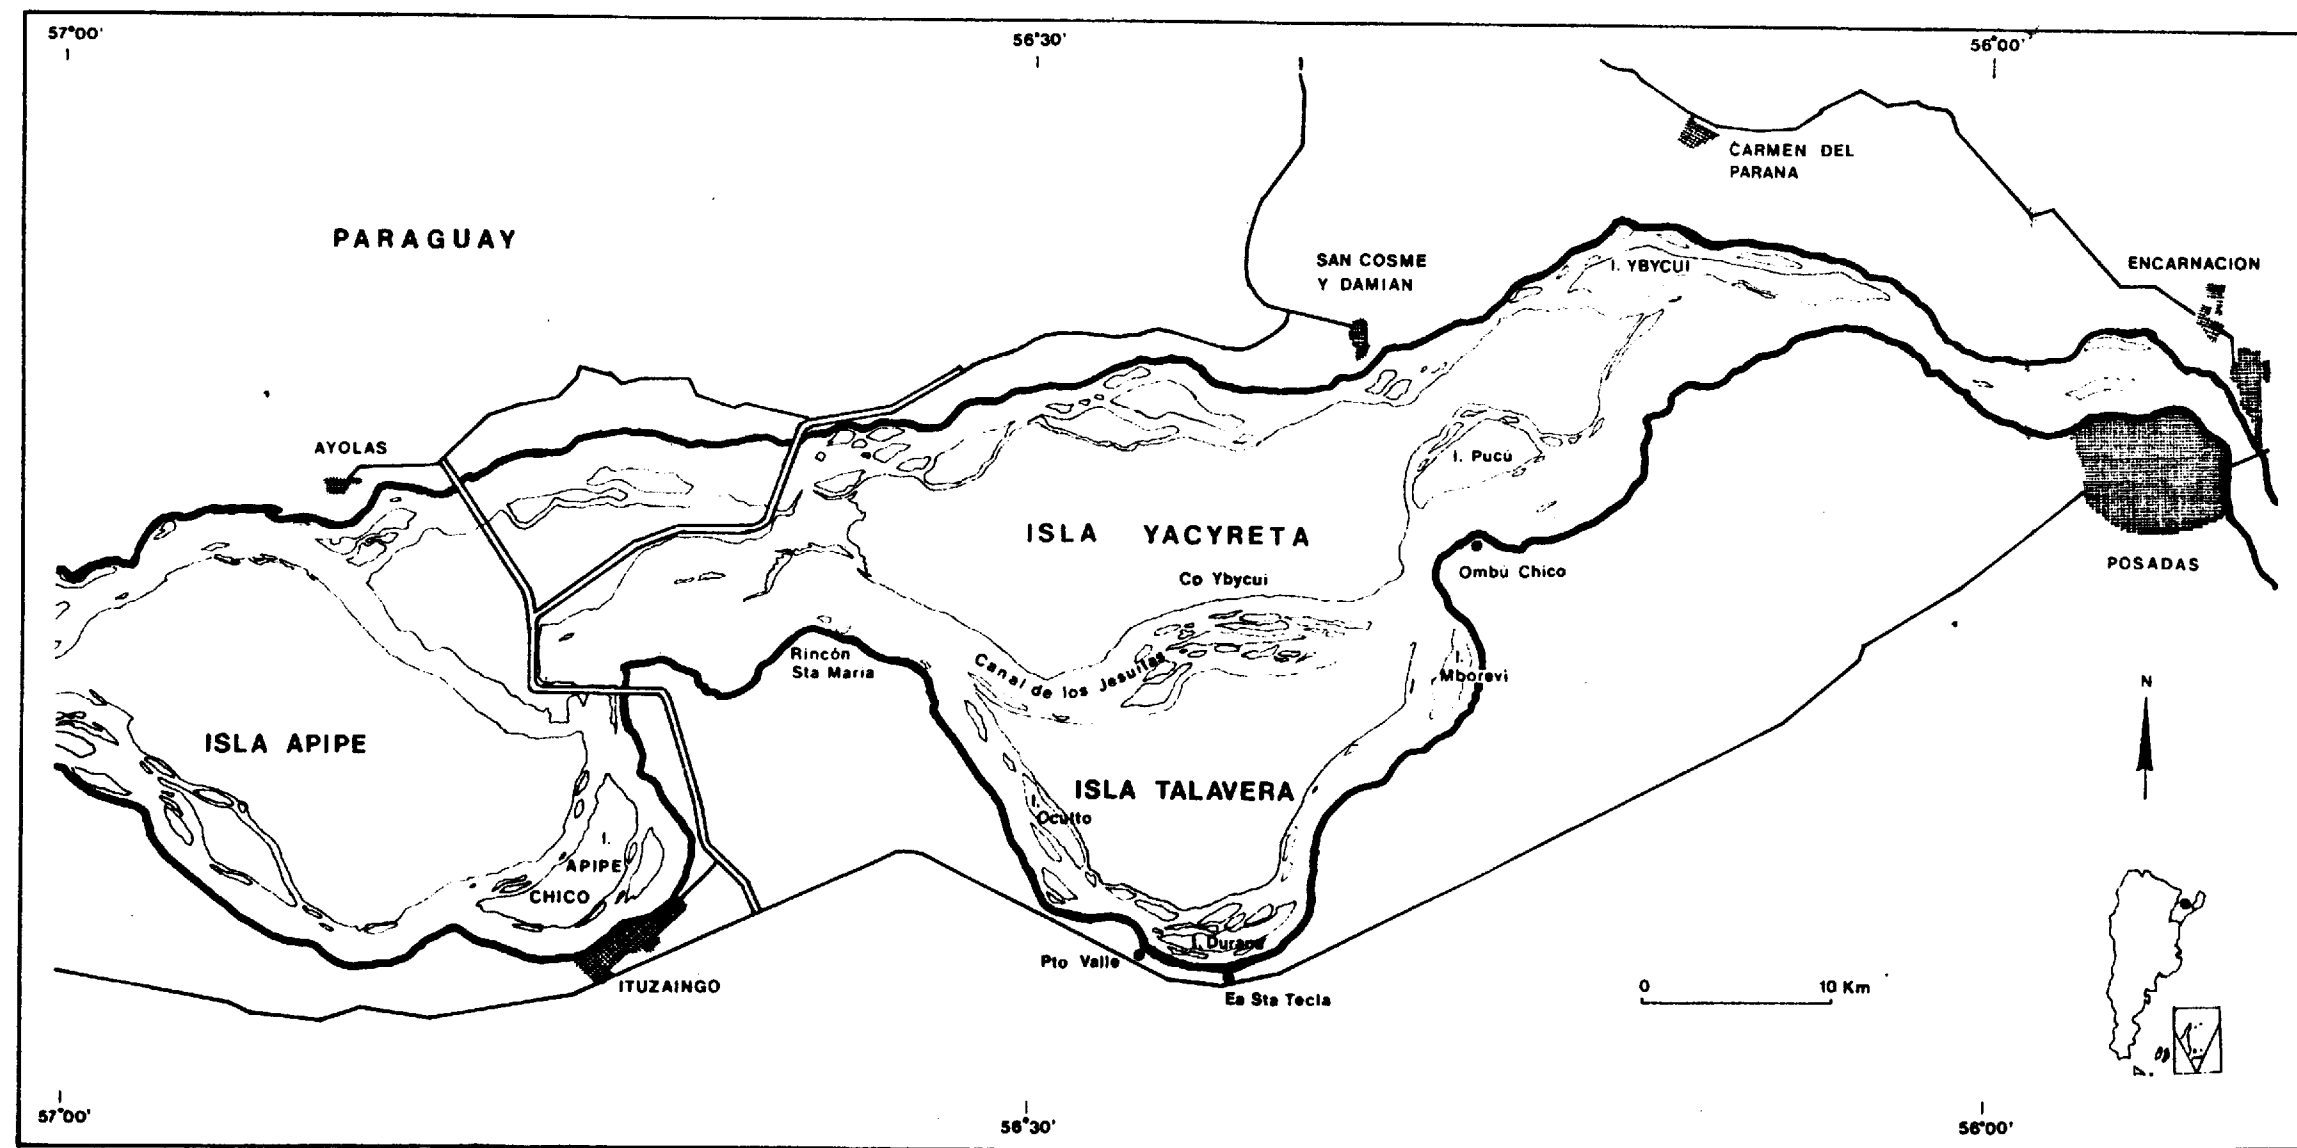 57°00'
56°30'
56°00'
CARMEN DEL
PARANA
PARAGUAY
SAN COSME
Y DAMIAN
I. YBYCUI
ENCARNACION
AYOLAS
I. Pucú
ISLA YACYRETA
Co Ybycui
Ombú Chico
POSADAS
Rincón
Sta Maria
Canal de los Jesuitas
I.
Mborevi
N
ISLA APIPE
ISLA TALAVERA
I.
Oculto
I.
APIPE
CHICO
I. Durand
Pto Valle
ITUZAINGO
Ea Sta Tecla
0 10 Km
57°00'
56°30'
56°00'